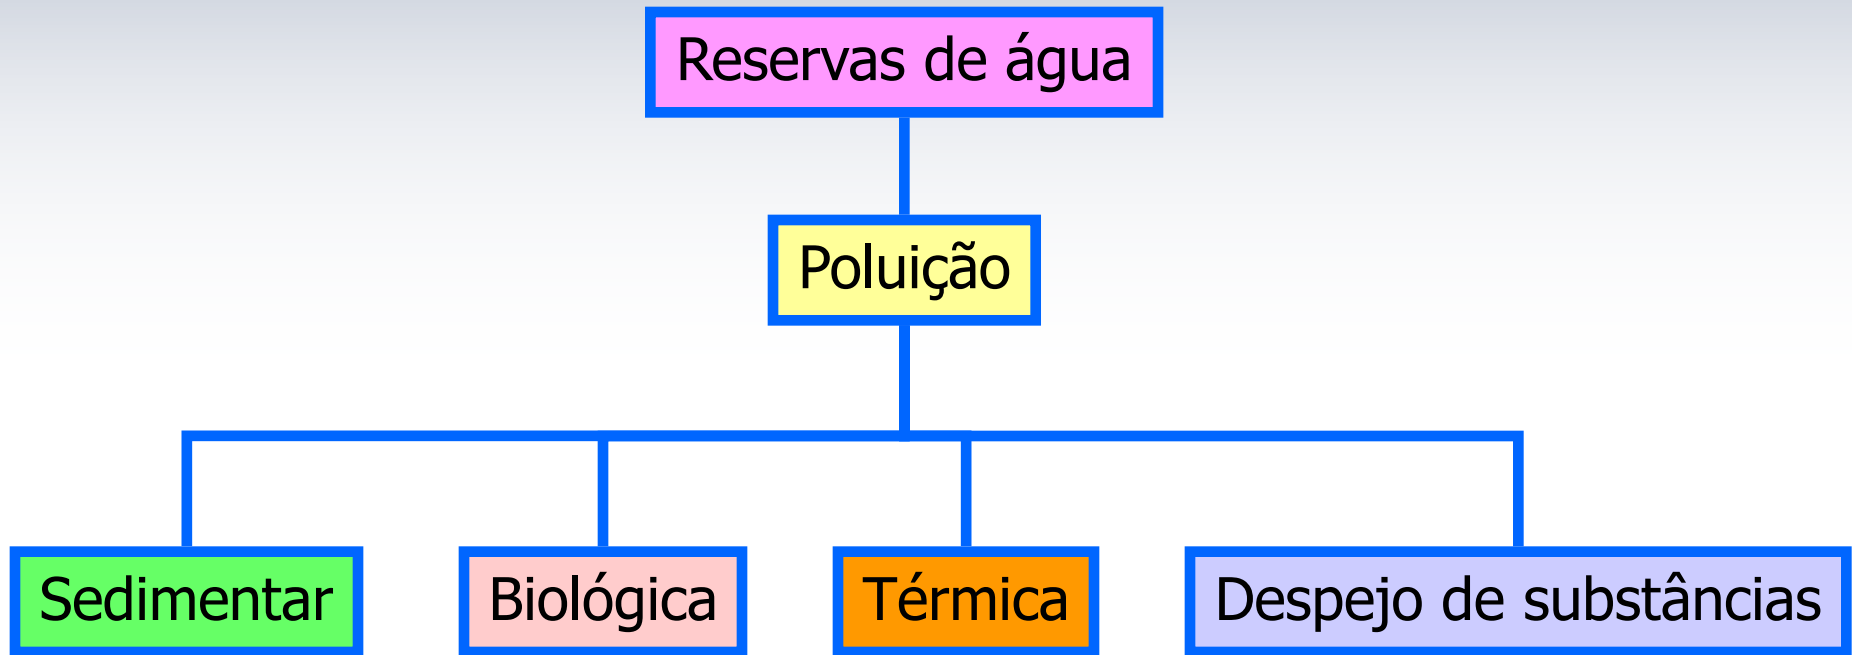 Reservas de água
Poluição
Sedimentar
Biológica
Térmica
Despejo de substâncias